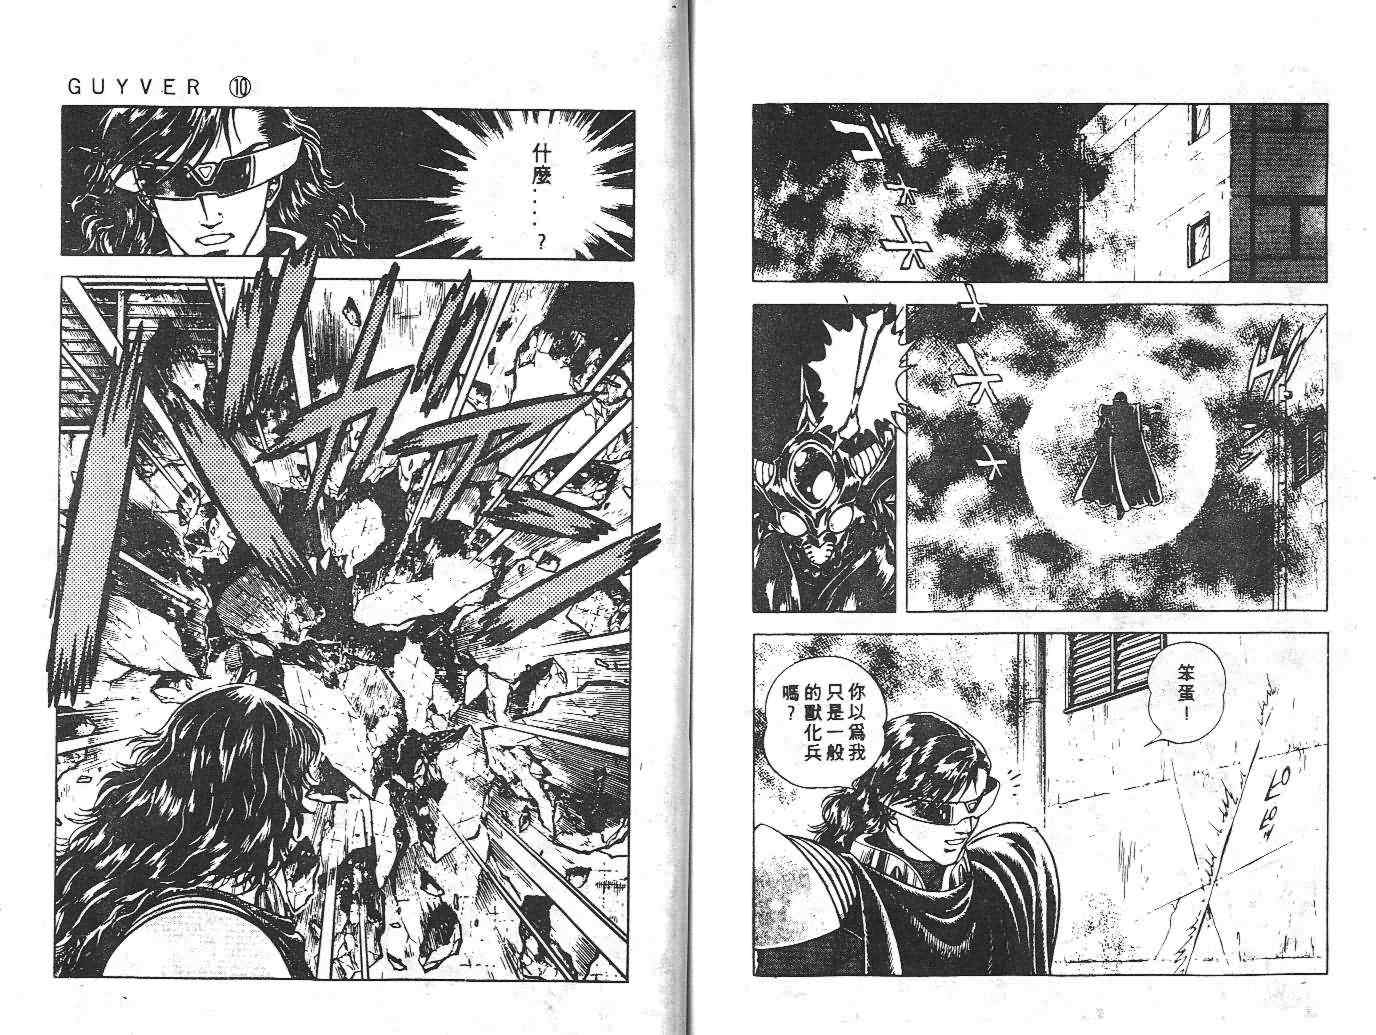 GUYVER ⑩
笨蛋!
你以為我
只是一般
的獸化兵
嗎?
什麼.....?